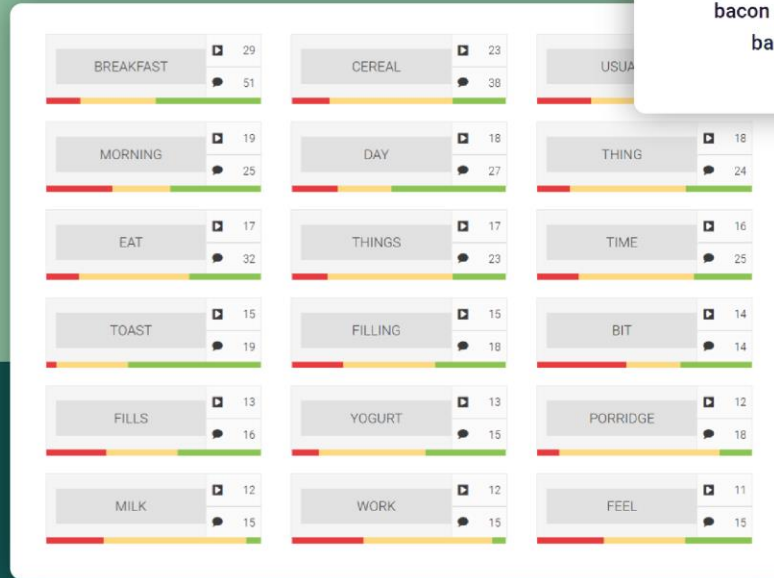 bacon
ba
BREAKFAST 29
51
CEREAL 23
38
USUA
MORNING 19
25
DAY 18
27
THING 18
24
EAT 17
32
THINGS 17
23
TIME 16
25
TOAST 15
19
FILLING 15
18
BIT 14
14
FILLS 13
16
YOGURT 13
15
PORRIDGE 12
18
MILK 12
15
WORK 12
15
FEEL 11
15